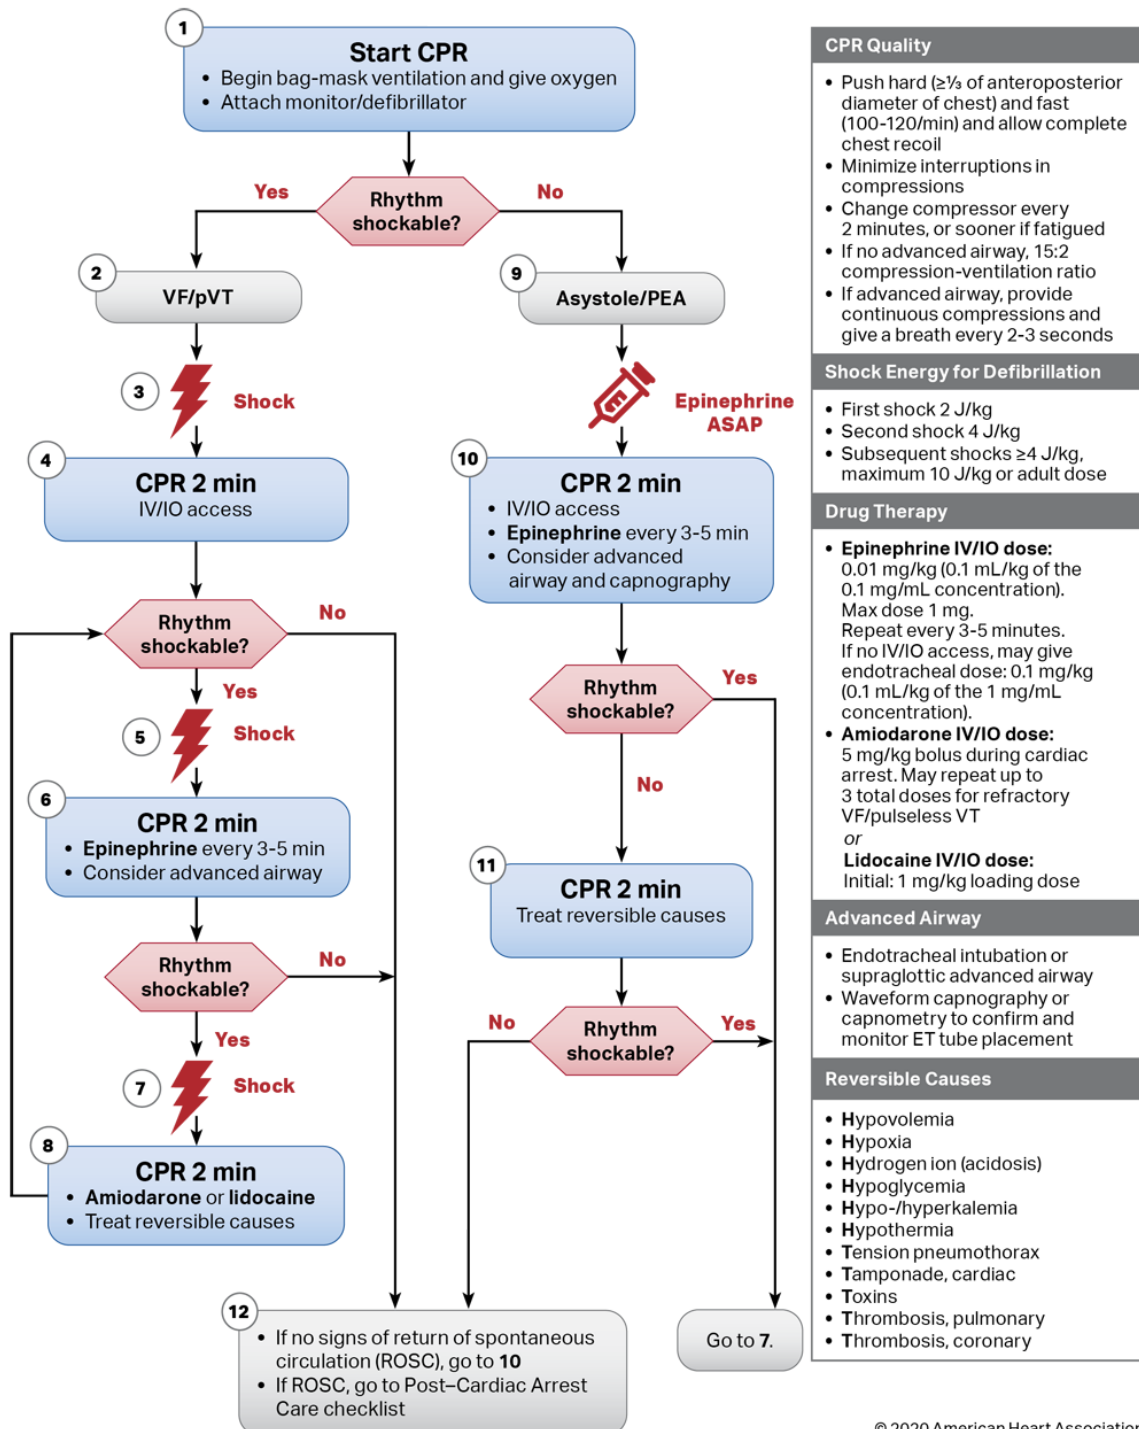 1
Start CPR
• Begin bag-mask ventilation and give oxygen
• Attach monitor/defibrillator
Rhythm
shockable?
Yes
No
2
VF/pVT
3
Shock
4
CPR 2 min
IV/IO access
Rhythm
shockable?
No
Yes
5
Shock
6
CPR 2 min
• Epinephrine every 3-5 min
• Consider advanced airway
Rhythm
shockable?
No
Yes
7
Shock
8
CPR 2 min
• Amiodarone or lidocaine
• Treat reversible causes
9
Asystole/PEA
Epinephrine
ASAP
10
CPR 2 min
• IV/IO access
• Epinephrine every 3-5 min
• Consider advanced
airway and capnography
Rhythm
shockable?
Yes
No
11
CPR 2 min
Treat reversible causes
Rhythm
shockable?
No
Yes
12
• If no signs of return of spontaneous
circulation (ROSC), go to 10
• If ROSC, go to Post–Cardiac Arrest
Care checklist
Go to 7.
CPR Quality
• Push hard (≥⅓ of anteroposterior
diameter of chest) and fast
(100-120/min) and allow complete
chest recoil
• Minimize interruptions in
compressions
• Change compressor every
2 minutes, or sooner if fatigued
• If no advanced airway, 15:2
compression-ventilation ratio
• If advanced airway, provide
continuous compressions and
give a breath every 2-3 seconds
Shock Energy for Defibrillation
• First shock 2 J/kg
• Second shock 4 J/kg
• Subsequent shocks ≥4 J/kg,
maximum 10 J/kg or adult dose
Drug Therapy
• Epinephrine IV/IO dose:
0.01 mg/kg (0.1 mL/kg of the
0.1 mg/mL concentration).
Max dose 1 mg.
Repeat every 3-5 minutes.
If no IV/IO access, may give
endotracheal dose: 0.1 mg/kg
(0.1 mL/kg of the 1 mg/mL
concentration).
• Amiodarone IV/IO dose:
5 mg/kg bolus during cardiac
arrest. May repeat up to
3 total doses for refractory
VF/pulseless VT
or
Lidocaine IV/IO dose:
Initial: 1 mg/kg loading dose
Advanced Airway
• Endotracheal intubation or
supraglottic advanced airway
• Waveform capnography or
capnometry to confirm and
monitor ET tube placement
Reversible Causes
• Hypovolemia
• Hypoxia
• Hydrogen ion (acidosis)
• Hypoglycemia
• Hypo-/hyperkalemia
• Hypothermia
• Tension pneumothorax
• Tamponade, cardiac
• Toxins
• Thrombosis, pulmonary
• Thrombosis, coronary
© 2020 American Heart Association